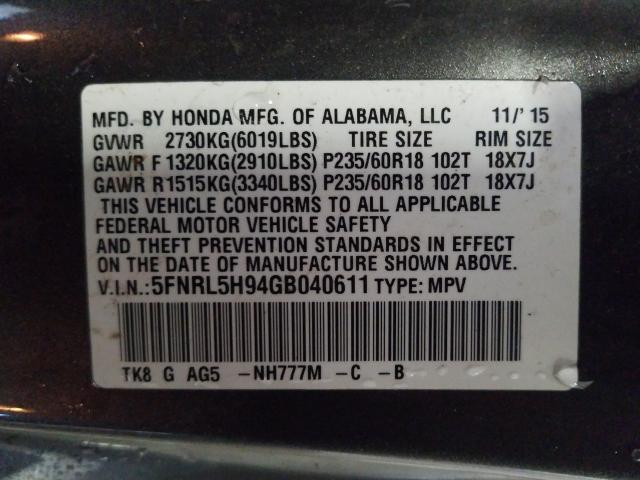 MFD. BY HONDA MFG. OF ALABAMA, LLC 11/'15
GVWR 2730KG(6019LBS) TIRE SIZE RIM SIZE
GAWR F 1320KG(2910LBS) P235/60R18 102T 18X7J
GAWR R1515KG(3340LBS) P235/60R18 102T 18X7J
THIS VEHICLE CONFORMS TO ALL APPLICABLE
FEDERAL MOTOR VEHICLE SAFETY
AND THEFT PREVENTION STANDARDS IN EFFECT
ON THE DATE OF MANUFACTURE SHOWN ABOVE.
V.I.N.:5FNRL5H94GB040611 TYPE: MPV
TK8 G AG5 -NH777M -C -B